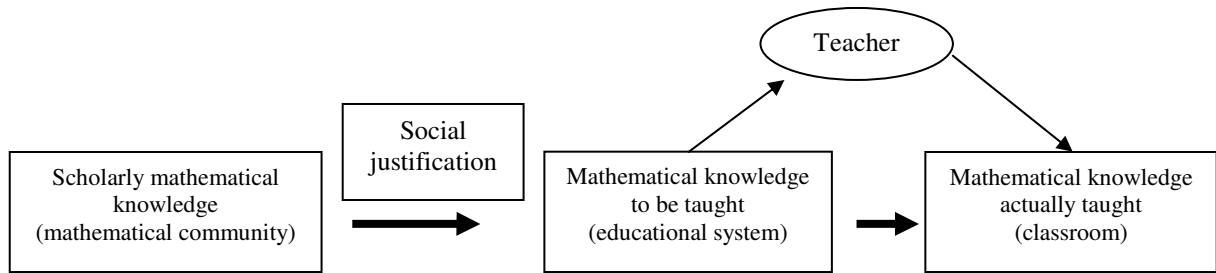 Teacher
Social
justification
Scholarly mathematical
knowledge
(mathematical community)
Mathematical knowledge
to be taught
(educational system)
Mathematical knowledge
actually taught
(classroom)